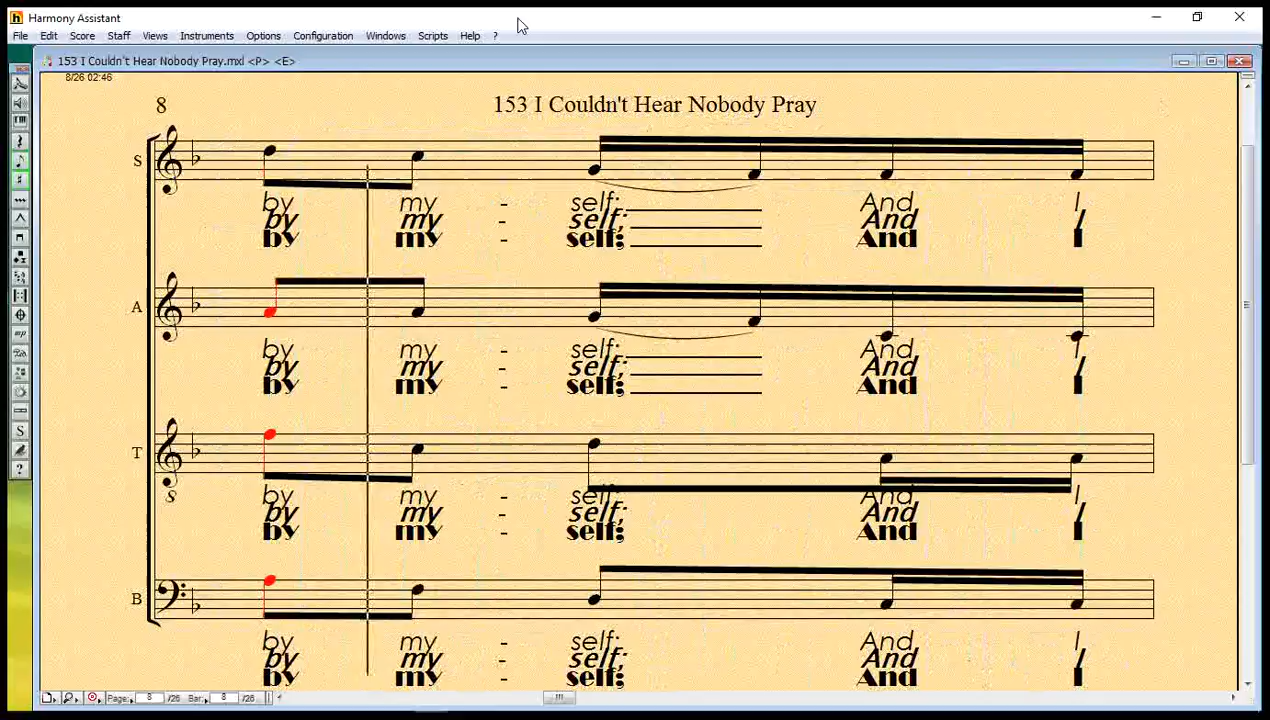 Harmony Assistant
File Edit Score Staff Views Instruments Options Configuration Windows Scripts Help ?
153 I Couldn't Hear Nobody Pray.mxl <P> <E>
8/26 02:46
8
153 I Couldn't Hear Nobody Pray
S
by my - self; And I
by my - self; And I
by my - self; And I
A
by my - self; And I
by my - self; And I
by my - self; And I
T
8
by my - self; And I
by my - self; And I
by my - self; And I
B
by my - self; And I
by my - self; And I
by my - self; And I
Page: 8 /26 Bar: 8 /26